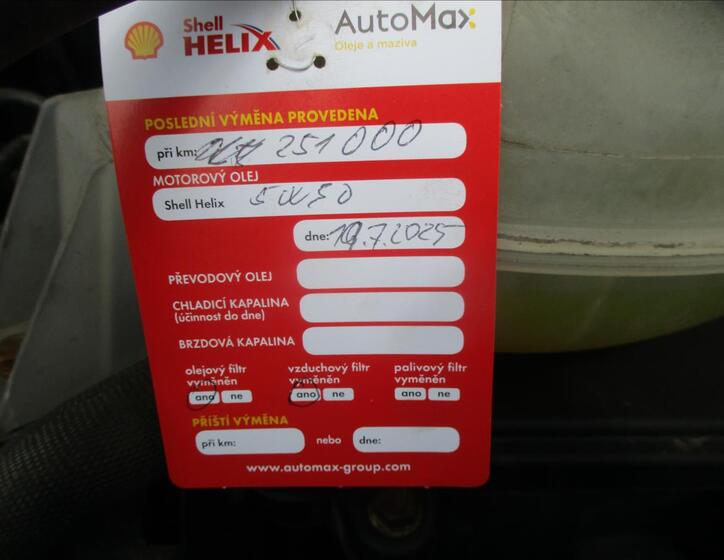 Shell
HELIX
AutoMax
Oleje a maziva
POSLEDNÍ VÝMĚNA PROVEDENA
při km: 251 000
MOTOROVÝ OLEJ
Shell Helix 5W50
dne: 19.7.2025
PŘEVODOVÝ OLEJ
CHLADICÍ KAPALINA
(účinnost do dne)
BRZDOVÁ KAPALINA
olejový filtr vzduchový filtr palivový filtr
vyměněn vyměněn vyměněn
ano ne ano ne ano ne
PŘÍŠTÍ VÝMĚNA
při km: nebo dne:
www.automax-group.com